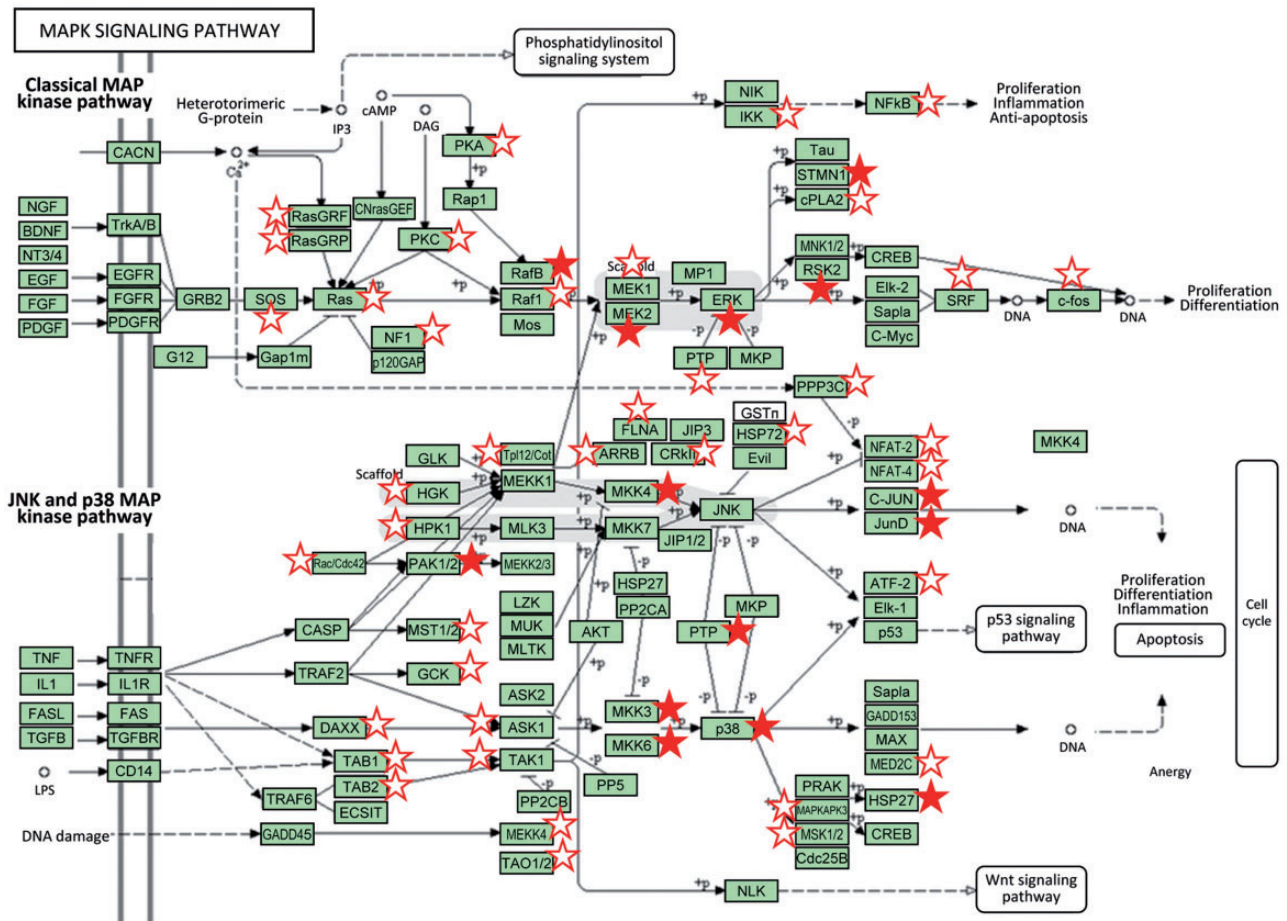 MAPK SIGNALING PATHWAY
Phosphatidylinositol
signaling system
Classical MAP
kinase pathway
Heterotorimeric
G-protein
IP3
cAMP
DAG
NIK
IKK
NFkB
Proliferation
Inflammation
Anti-apoptosis
CACN
Ca2+
PKA
+p
+p
+p
Tau
STMN1
cPLA2
NGF
BDNF
NT3/4
EGF
FGF
PDGF
TrkA/B
EGFR
FGFR
PDGFR
GRB2
SOS
RasGRF
RasGRP
CNrasGEF
PKC
Rap1
Ras
RafB
Raf1
Mos
+p
+p
+p
Scaffold
MEK1
MEK2
MP1
ERK
+p
+p
+p
+p
MNK1/2
RSK2
+p
+p
CREB
Elk-2
Sapla
C-Myc
SRF
DNA
c-fos
DNA
Proliferation
Differentiation
G12
Gap1m
NF1
p120GAP
-p
-p
PTP
MKP
+p
PPP3C
-p
FLNA
JIP3
ARRB
CRkII
GSTn
HSP72
Evil
NFAT-2
NFAT-4
C-JUN
JunD
MKK4
Cell
cycle
GLK
HGK
Scaffold
Tpl12/Cot
MEKK1
MKK4
JNK
+p
+p
+p
DNA
JNK and p38 MAP
kinase pathway
HPK1
MLK3
MKK7
JIP1/2
Rac/Cdc42
PAK1/2
MEKK2/3
-p
-p
-p
HSP27
PP2CA
LZK
MUK
MLTK
AKT
+p
+p
PTP
MKP
ATF-2
Elk-1
p53
p53 signaling
pathway
Proliferation
Differentiation
Inflammation
Apoptosis
CASP
MST1/2
TNF
TNFR
IL1
IL1R
FASL
FAS
TGFB
TGFBR
TRAF2
GCK
ASK2
ASK1
TAK1
DAXX
TAB1
TAB2
ECSIT
TRAF6
+p
-p
-p
-p
MKK3
MKK6
+p
+p
p38
+p
+p
Sapla
GADD153
MAX
MED2C
DNA
Anergy
LPS
CD14
-p
-p
PP5
PP2CB
PRAK
MAPKAPK3
MSK1/2
Cdc25B
+p
+p
HSP27
CREB
DNA damage
GADD45
MEKK4
TAO1/2
+p
NLK
Wnt signaling
pathway